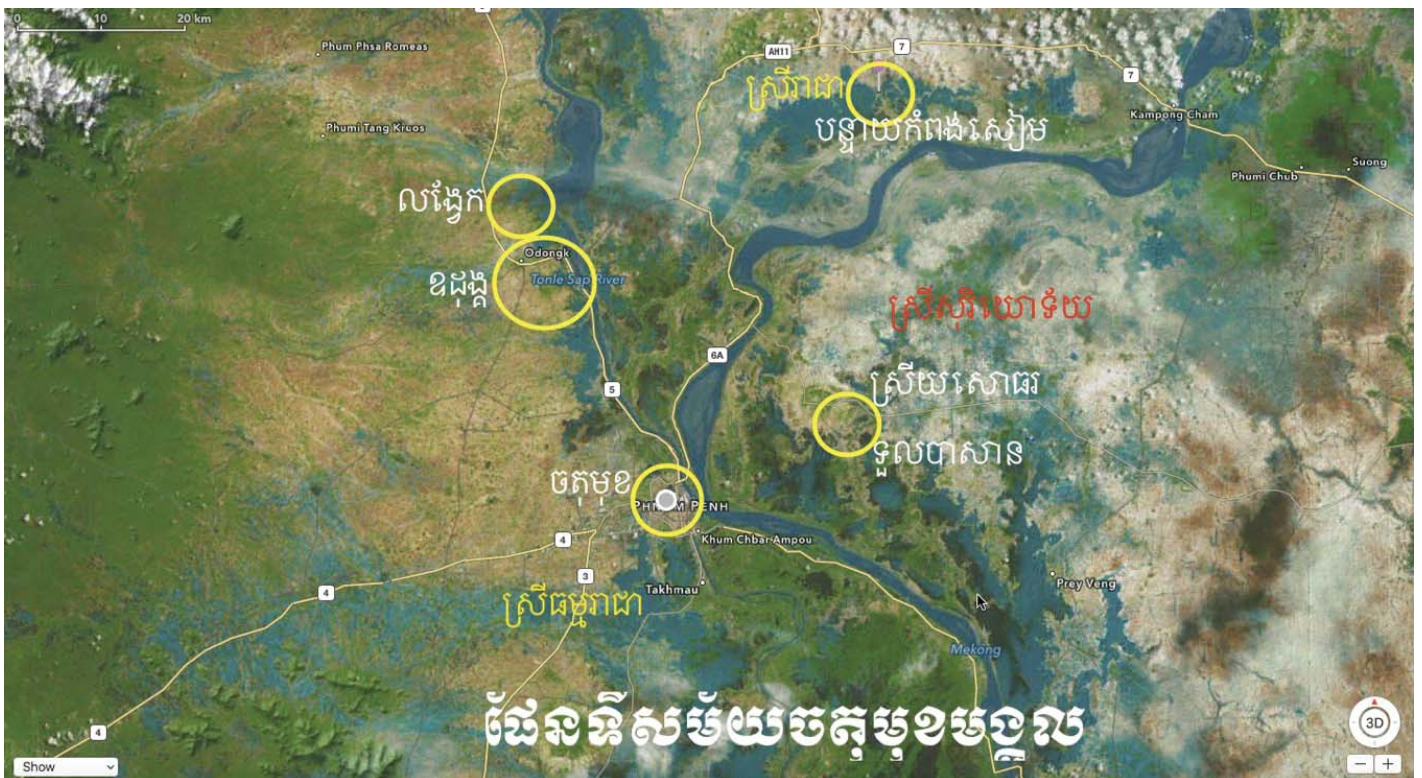 0 10 20 km
Phum Phsa Romeas
AH11
7
ស្រីរាជា
7
Phumi Tang Kruos
បន្ទាយកំពង់សៀម
Kampong Cham
Suong
Phumi Chub
លង្វែក
Odongk
ឧដុង្គ
Tonle Sap River
ស្រីសុរិយោទ័យ
6A
5
ស្រីយសោធរ
ទួលបាសាន
ចតុមុខ
PHNOM PENH
4
Khum Chbar Ampou
3
Takhmau
4
ស្រីធម្មរាជា
Prey Veng
Mekong
ផែនទីសម័យចតុមុខមង្គល
4
3D
Show